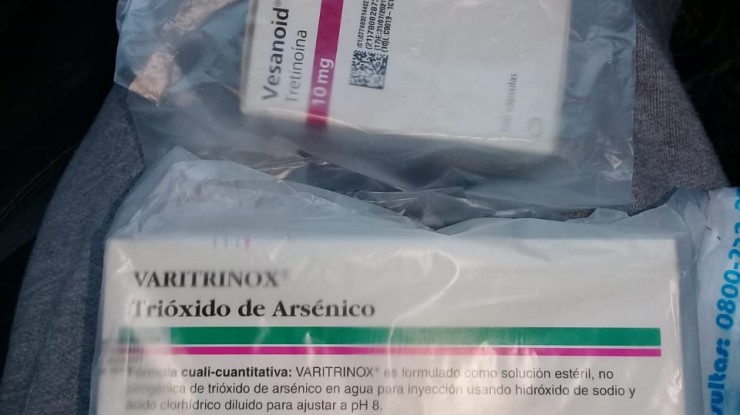 Vesanoid®
Tretinoína
10 mg
cápsulas
VARITRINOX®
Trióxido de Arsénico
Fórmula cuali-cuantitativa: VARITRINOX® es formulado como solución estéril, no
pirogénica de trióxido de arsénico en agua para inyección usando hidróxido de sodio y
ácido clorhídrico diluido para ajustar a pH 8.
sultas: 0800-